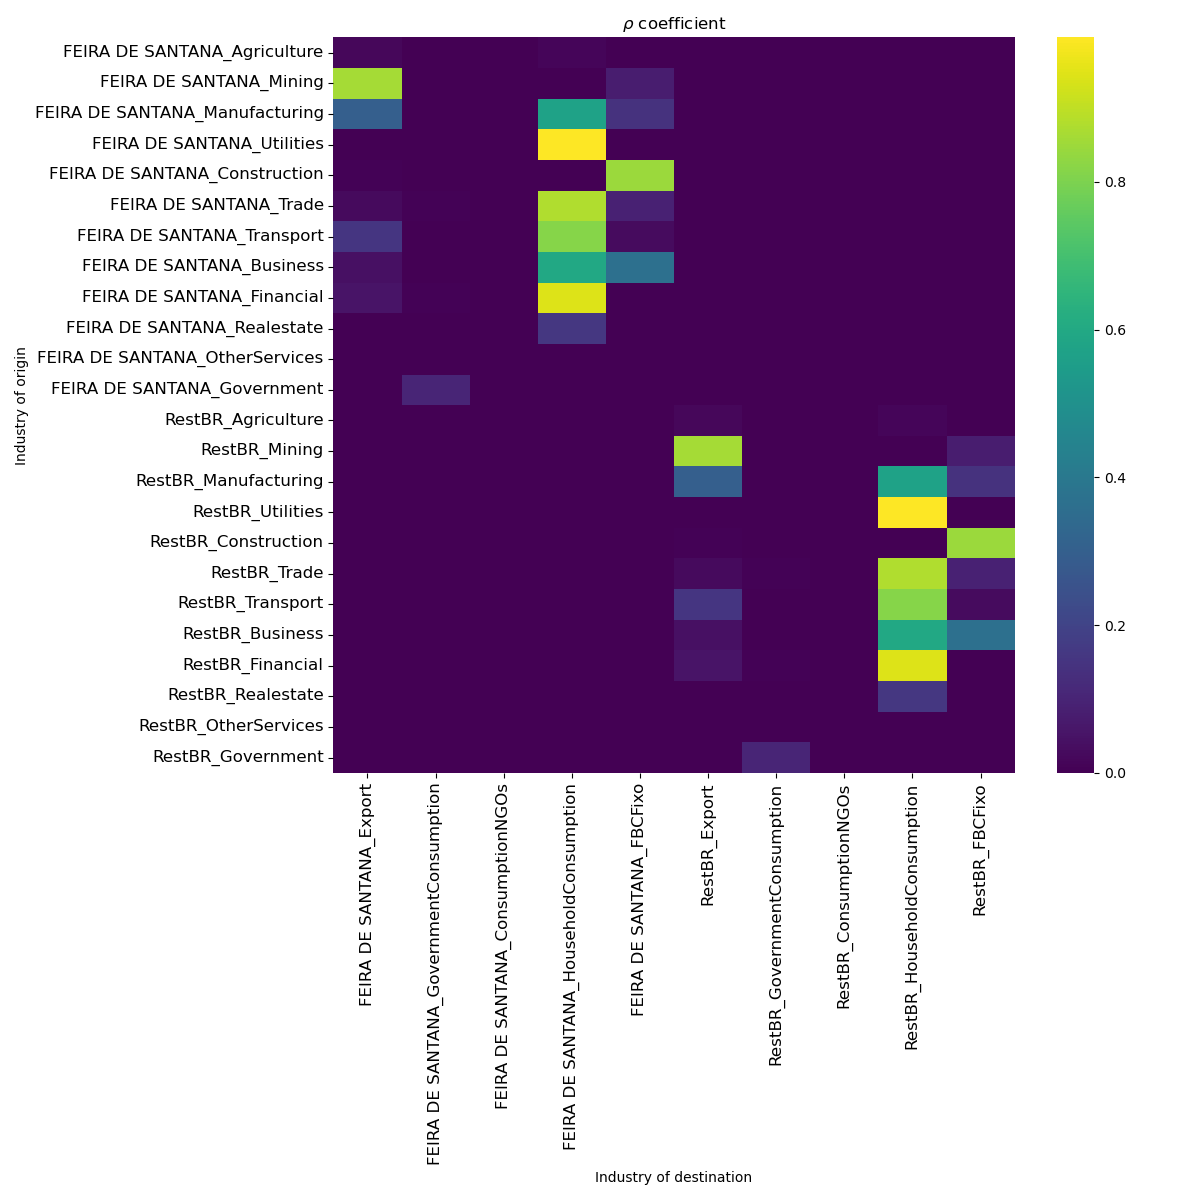 ρ coefficient
FEIRA DE SANTANA_Agriculture
FEIRA DE SANTANA_Mining
FEIRA DE SANTANA_Manufacturing
FEIRA DE SANTANA_Utilities
FEIRA DE SANTANA_Construction
FEIRA DE SANTANA_Trade
FEIRA DE SANTANA_Transport
FEIRA DE SANTANA_Business
FEIRA DE SANTANA_Financial
FEIRA DE SANTANA_Realestate
FEIRA DE SANTANA_OtherServices
FEIRA DE SANTANA_Government
RestBR_Agriculture
RestBR_Mining
RestBR_Manufacturing
RestBR_Utilities
RestBR_Construction
RestBR_Trade
RestBR_Transport
RestBR_Business
RestBR_Financial
RestBR_Realestate
RestBR_OtherServices
RestBR_Government
Industry of origin
FEIRA DE SANTANA_Export
FEIRA DE SANTANA_GovernmentConsumption
FEIRA DE SANTANA_ConsumptionNGOs
FEIRA DE SANTANA_HouseholdConsumption
FEIRA DE SANTANA_FBCFixo
RestBR_Export
RestBR_GovernmentConsumption
RestBR_ConsumptionNGOs
RestBR_HouseholdConsumption
RestBR_FBCFixo
Industry of destination
0.8
0.6
0.4
0.2
0.0